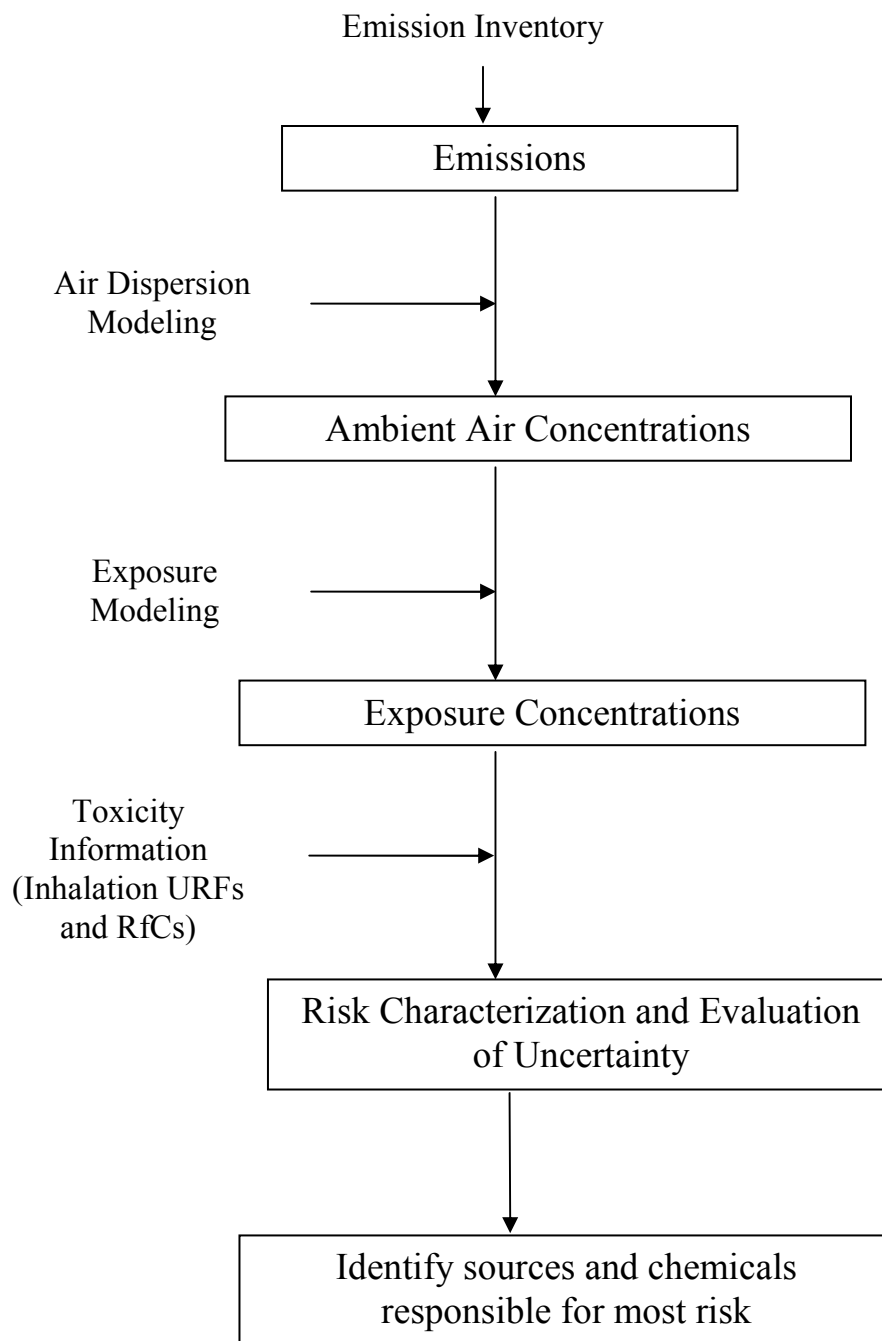 Emission Inventory
Emissions
Air Dispersion
Modeling
Ambient Air Concentrations
Exposure
Modeling
Exposure Concentrations
Toxicity
Information
(Inhalation URFs
and RfCs)
Risk Characterization and Evaluation
of Uncertainty
Identify sources and chemicals
responsible for most risk